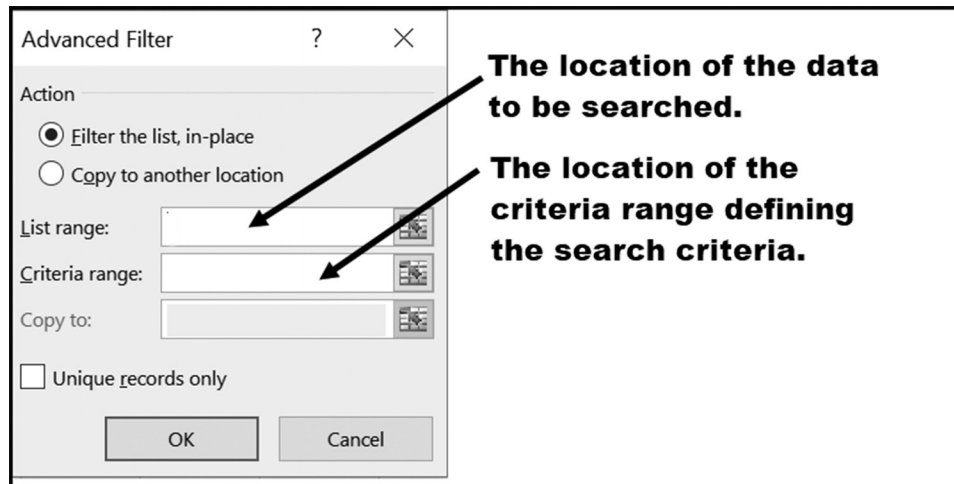 Advanced Filter ? ×
Action
Filter the list, in-place
Copy to another location
List range:
Criteria range:
Copy to:
Unique records only
OK Cancel
The location of the data
to be searched.
The location of the
criteria range defining
the search criteria.